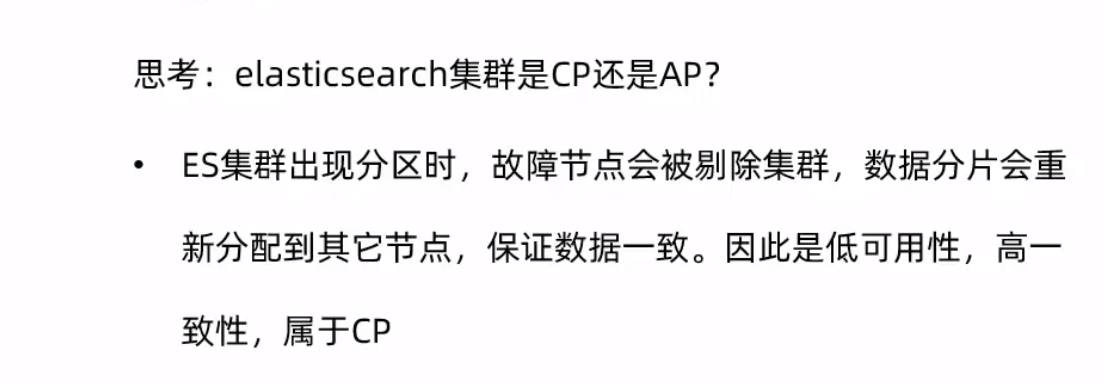 思考：elasticsearch集群是CP还是AP？
• ES集群出现分区时，故障节点会被剔除集群，数据分片会重
新分配到其它节点，保证数据一致。因此是低可用性，高一
致性，属于CP